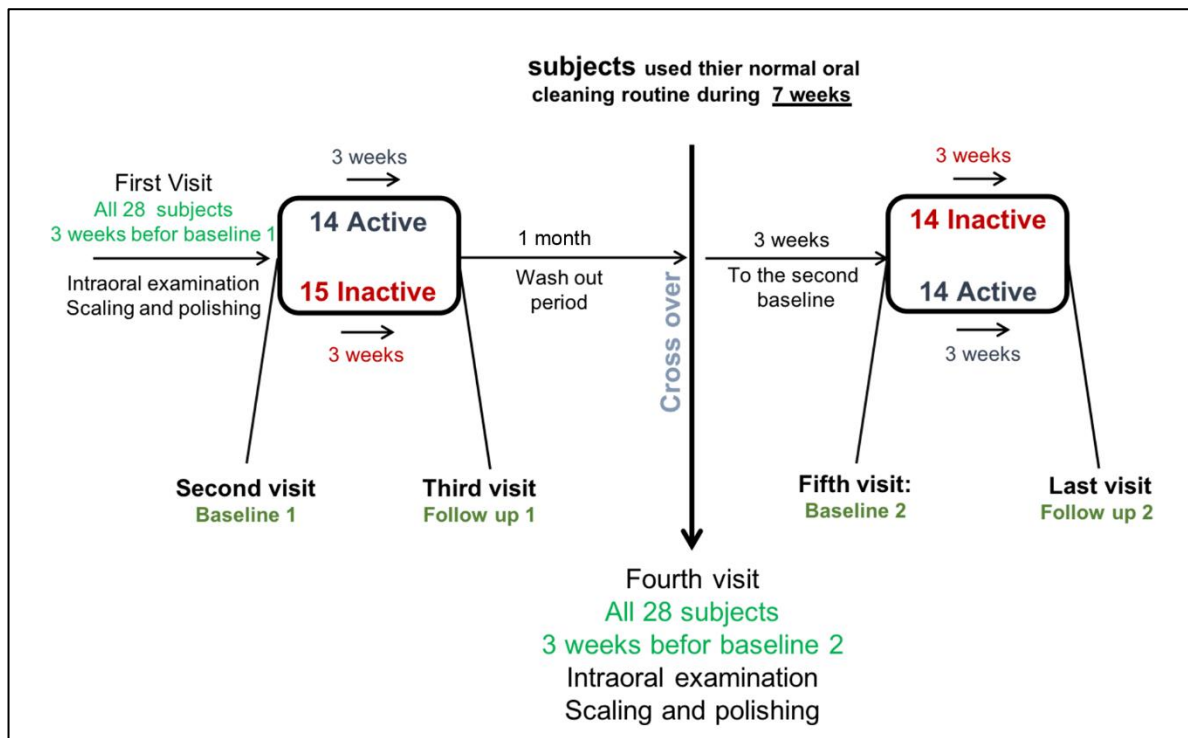 subjects used thier normal oral
cleaning routine during 7 weeks
First Visit
All 28 subjects
3 weeks befor baseline 1
Intraoral examination
Scaling and polishing
3 weeks
14 Active
15 Inactive
3 weeks
1 month
Wash out
period
Cross over
3 weeks
To the second
baseline
3 weeks
14 Inactive
14 Active
3 weeks
Second visit
Baseline 1
Third visit
Follow up 1
Fifth visit:
Baseline 2
Last visit
Follow up 2
Fourth visit
All 28 subjects
3 weeks befor baseline 2
Intraoral examination
Scaling and polishing